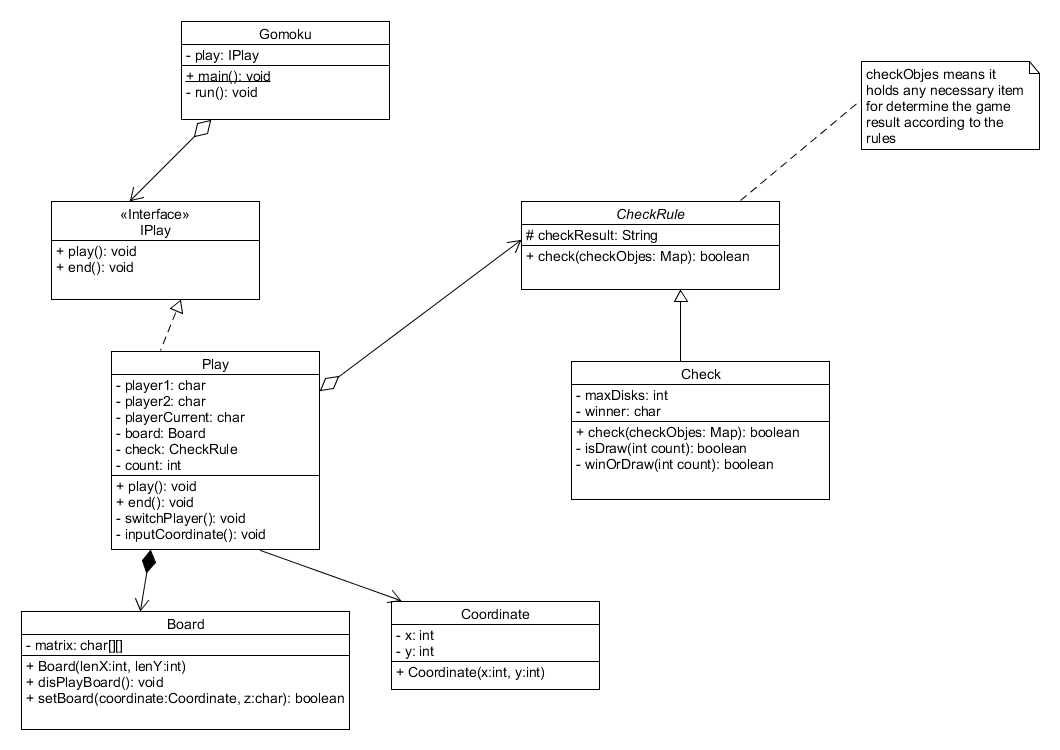 Gomoku
- play: IPlay
+ main(): void
- run(): void
checkObjes means it
holds any necessary item
for determine the game
result according to the
rules
«Interface»
IPlay
+ play(): void
+ end(): void
CheckRule
# checkResult: String
+ check(checkObjes: Map): boolean
Play
- player1: char
- player2: char
- playerCurrent: char
- board: Board
- check: CheckRule
- count: int
+ play(): void
+ end(): void
- switchPlayer(): void
- inputCoordinate(): void
Check
- maxDisks: int
- winner: char
+ check(checkObjes: Map): boolean
- isDraw(int count): boolean
- winOrDraw(int count): boolean
Board
- matrix: char[][]
+ Board(lenX:int, lenY:int)
+ disPlayBoard(): void
+ setBoard(coordinate:Coordinate, z:char): boolean
Coordinate
- x: int
- y: int
+ Coordinate(x:int, y:int)